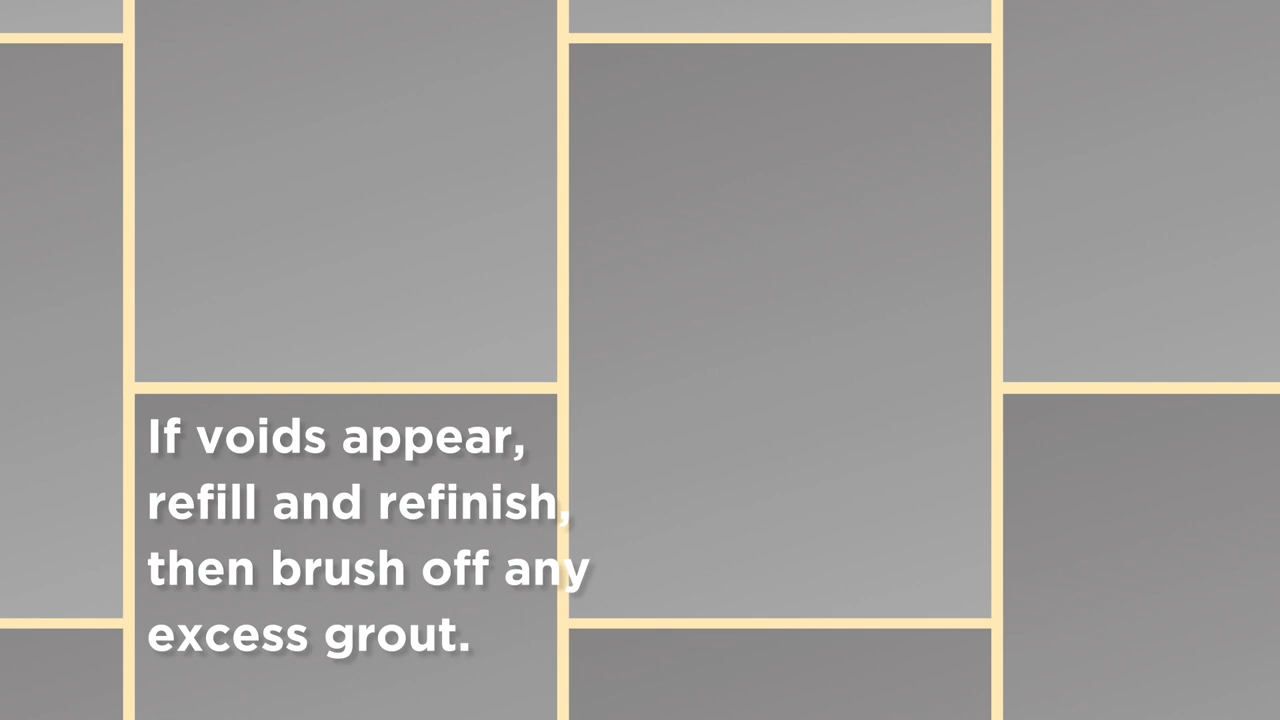 If voids appear,
refill and refinish,
then brush off any
excess grout.